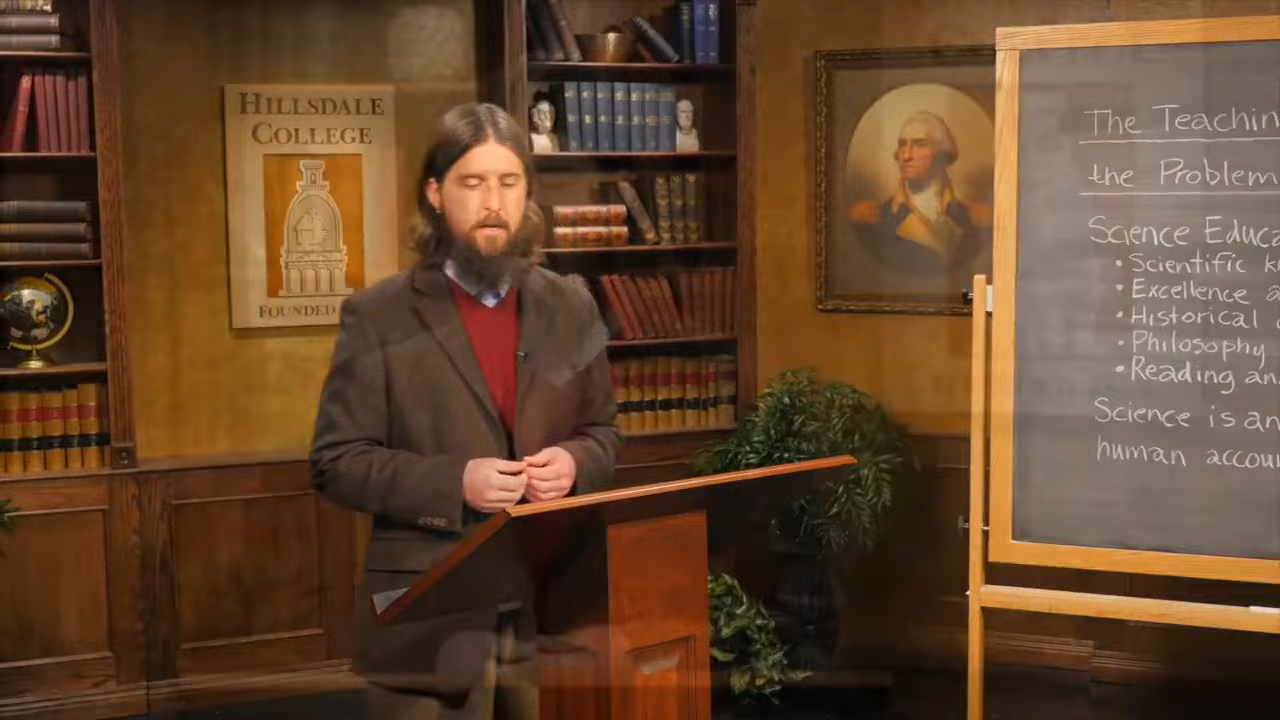 HILLSDALE
COLLEGE
FOUNDED
The Teachin
the Problem
Science Educa
• Scientific k
• Excellence a
• Historical
• Philosophy
• Reading an
Science is an
human accoun